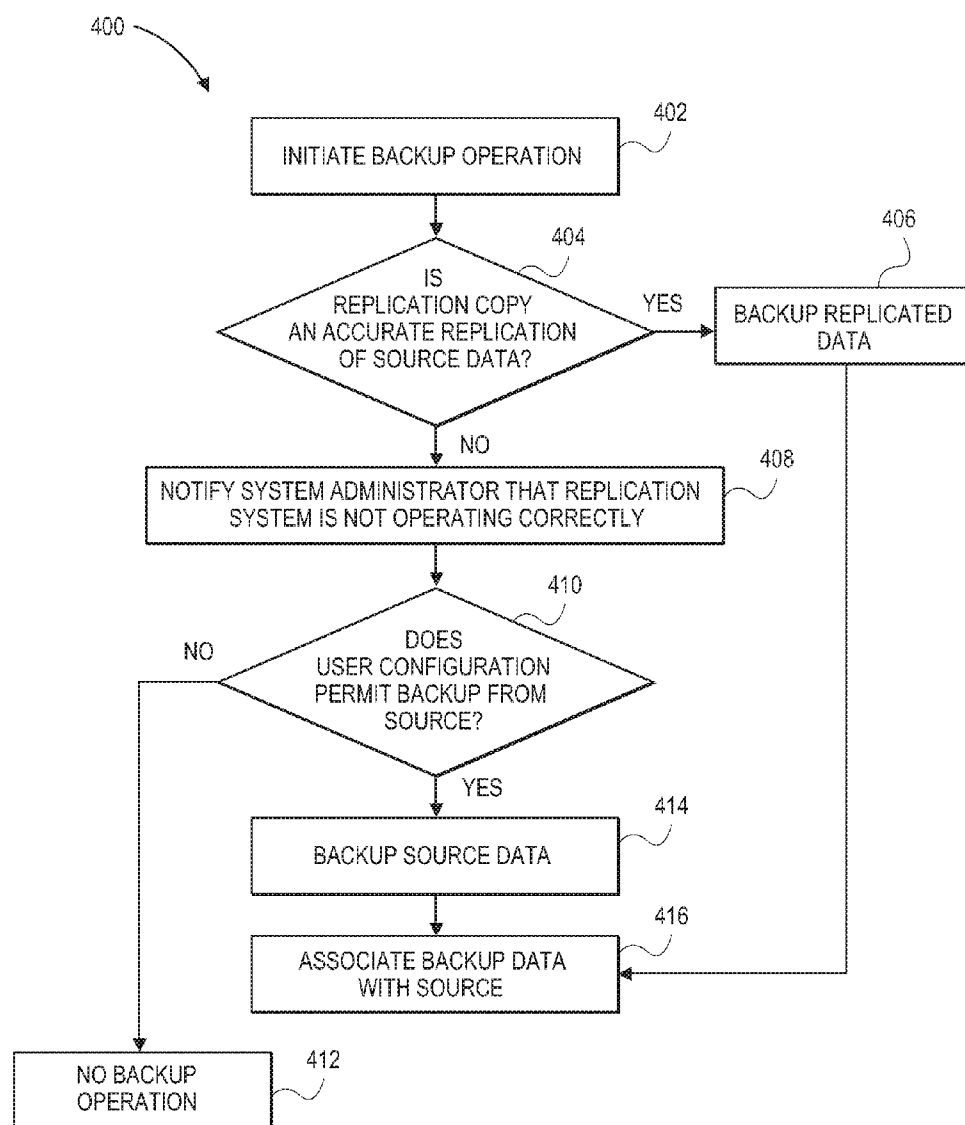 400
402
INITIATE BACKUP OPERATION
404
IS
REPLICATION COPY
AN ACCURATE REPLICATION
OF SOURCE DATA?
YES
406
BACKUP REPLICATED
DATA
NO
408
NOTIFY SYSTEM ADMINISTRATOR THAT REPLICATION
SYSTEM IS NOT OPERATING CORRECTLY
410
DOES
USER CONFIGURATION
PERMIT BACKUP FROM
SOURCE?
NO
YES
414
BACKUP SOURCE DATA
416
ASSOCIATE BACKUP DATA
WITH SOURCE
412
NO BACKUP
OPERATION